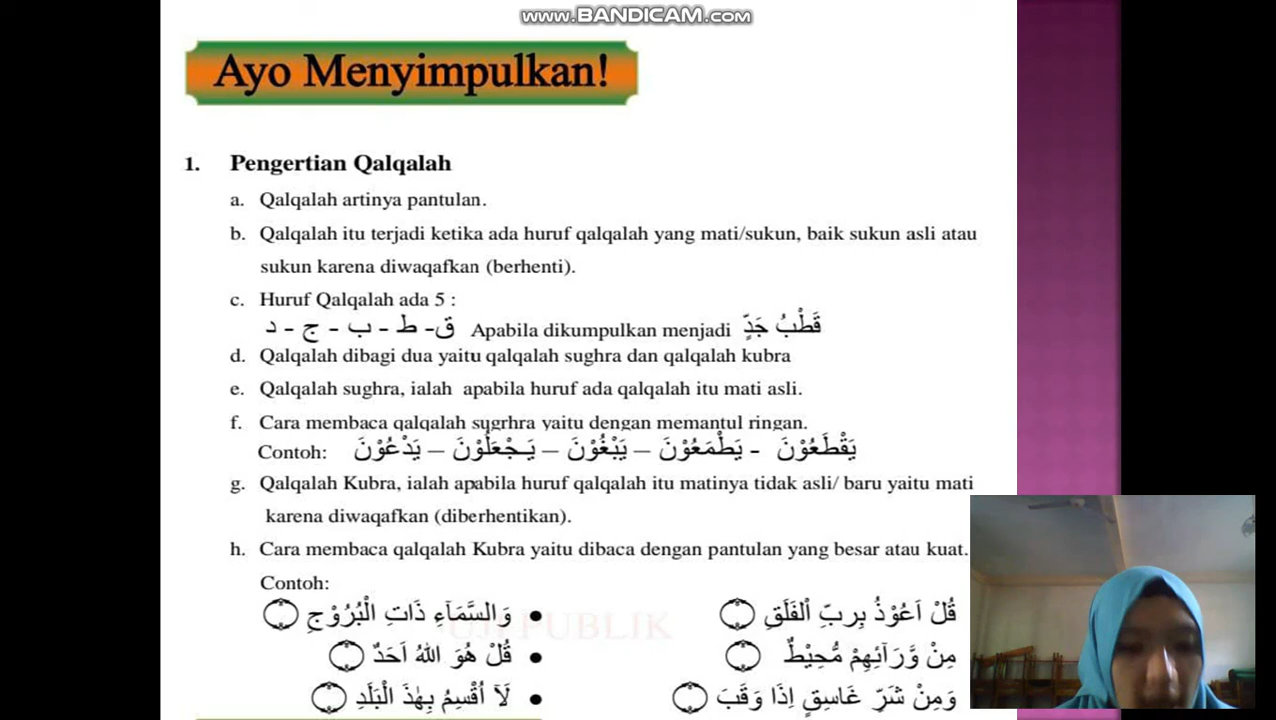 www.BANDICAM.com
Ayo Menyimpulkan!
1. Pengertian Qalqalah
a. Qalqalah artinya pantulan.
b. Qalqalah itu terjadi ketika ada huruf qalqalah yang mati/sukun, baik sukun asli atau
sukun karena diwaqafkan (berhenti).
c. Huruf Qalqalah ada 5 :
ق- ط - ب - ج - د Apabila dikumpulkan menjadi قَطْبُ جَدٍّ
d. Qalqalah dibagi dua yaitu qalqalah sughra dan qalqalah kubra
e. Qalqalah sughra, ialah apabila huruf ada qalqalah itu mati asli.
f. Cara membaca qalqalah sugrhra yaitu dengan memantul ringan.
Contoh: يَقْطَعُوْنَ - يَطْمَعُوْنَ – يَبْغُوْنَ – يَجْعَلُوْنَ – يَدْعُوْنَ
g. Qalqalah Kubra, ialah apabila huruf qalqalah itu matinya tidak asli/ baru yaitu mati
karena diwaqafkan (diberhentikan).
h. Cara membaca qalqalah Kubra yaitu dibaca dengan pantulan yang besar atau kuat.
Contoh:
قُلْ اَعُوْذُ بِرَبِّ الْفَلَقِ • وَالسَّمَآءِ ذَاتِ الْبُرُوْجِ
مِنْ وَّرَآئِهِمْ مُّحِيْطٌ • قُلْ هُوَ اللهُ اَحَدٌ
وَمِنْ شَرِّ غَاسِقٍ اِذَا وَقَبَ • لَآ اُقْسِمُ بِهٰذَ الْبَلَدِ